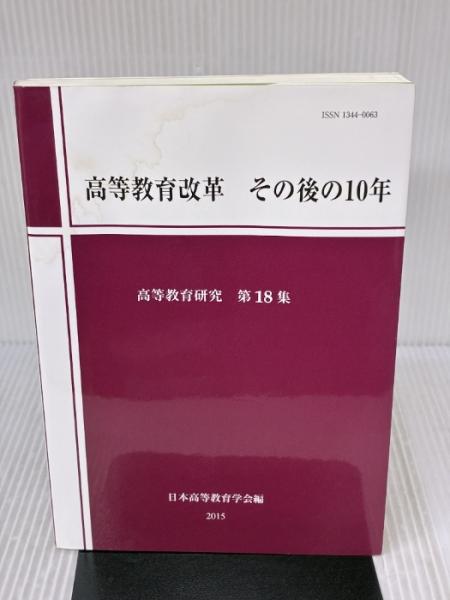 ISSN 1344-0063
高等教育改革　その後の10年
高等教育研究　第18集
日本高等教育学会編
2015